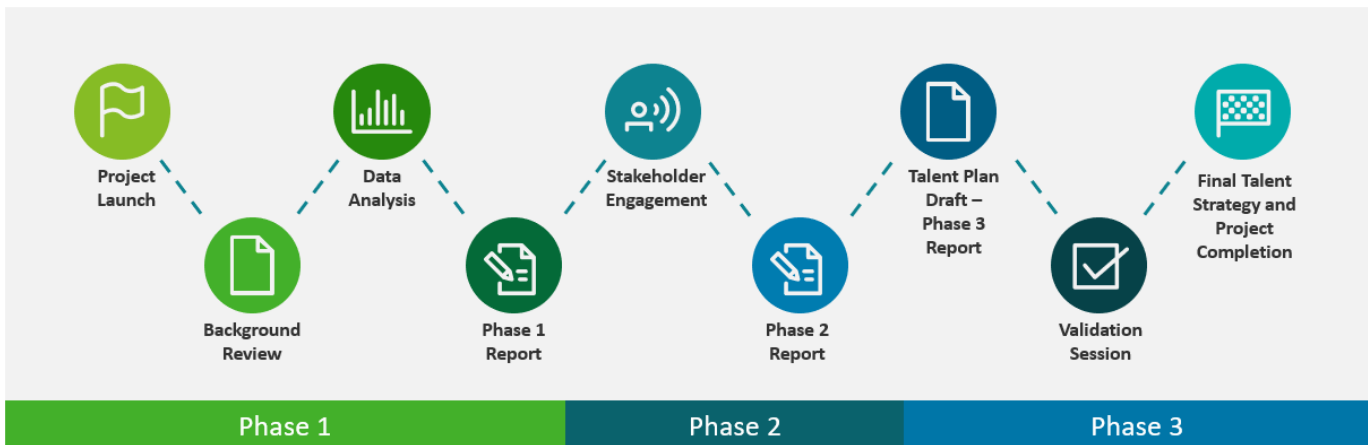 Project
Launch
Background
Review
Data
Analysis
Phase 1
Report
Stakeholder
Engagement
Phase 2
Report
Talent Plan
Draft –
Phase 3
Report
Validation
Session
Final Talent
Strategy and
Project
Completion
Phase 1
Phase 2
Phase 3